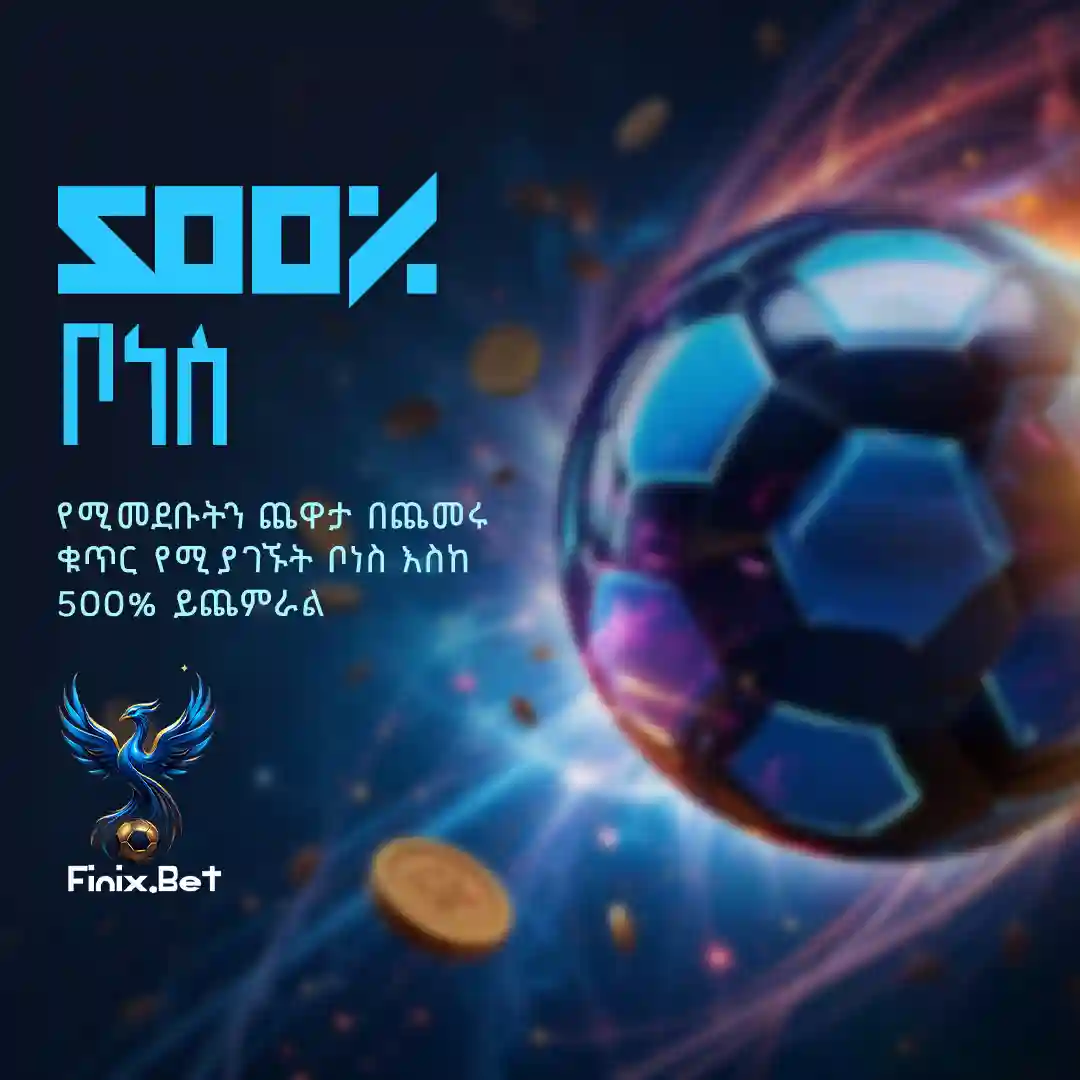 500%
ቦነስ
የሚመደቡትን ጨዋታ በጨመሩ
ቁጥር የሚያገኙት ቦነስ እስከ
500% ይጨምራል
Finix.Bet